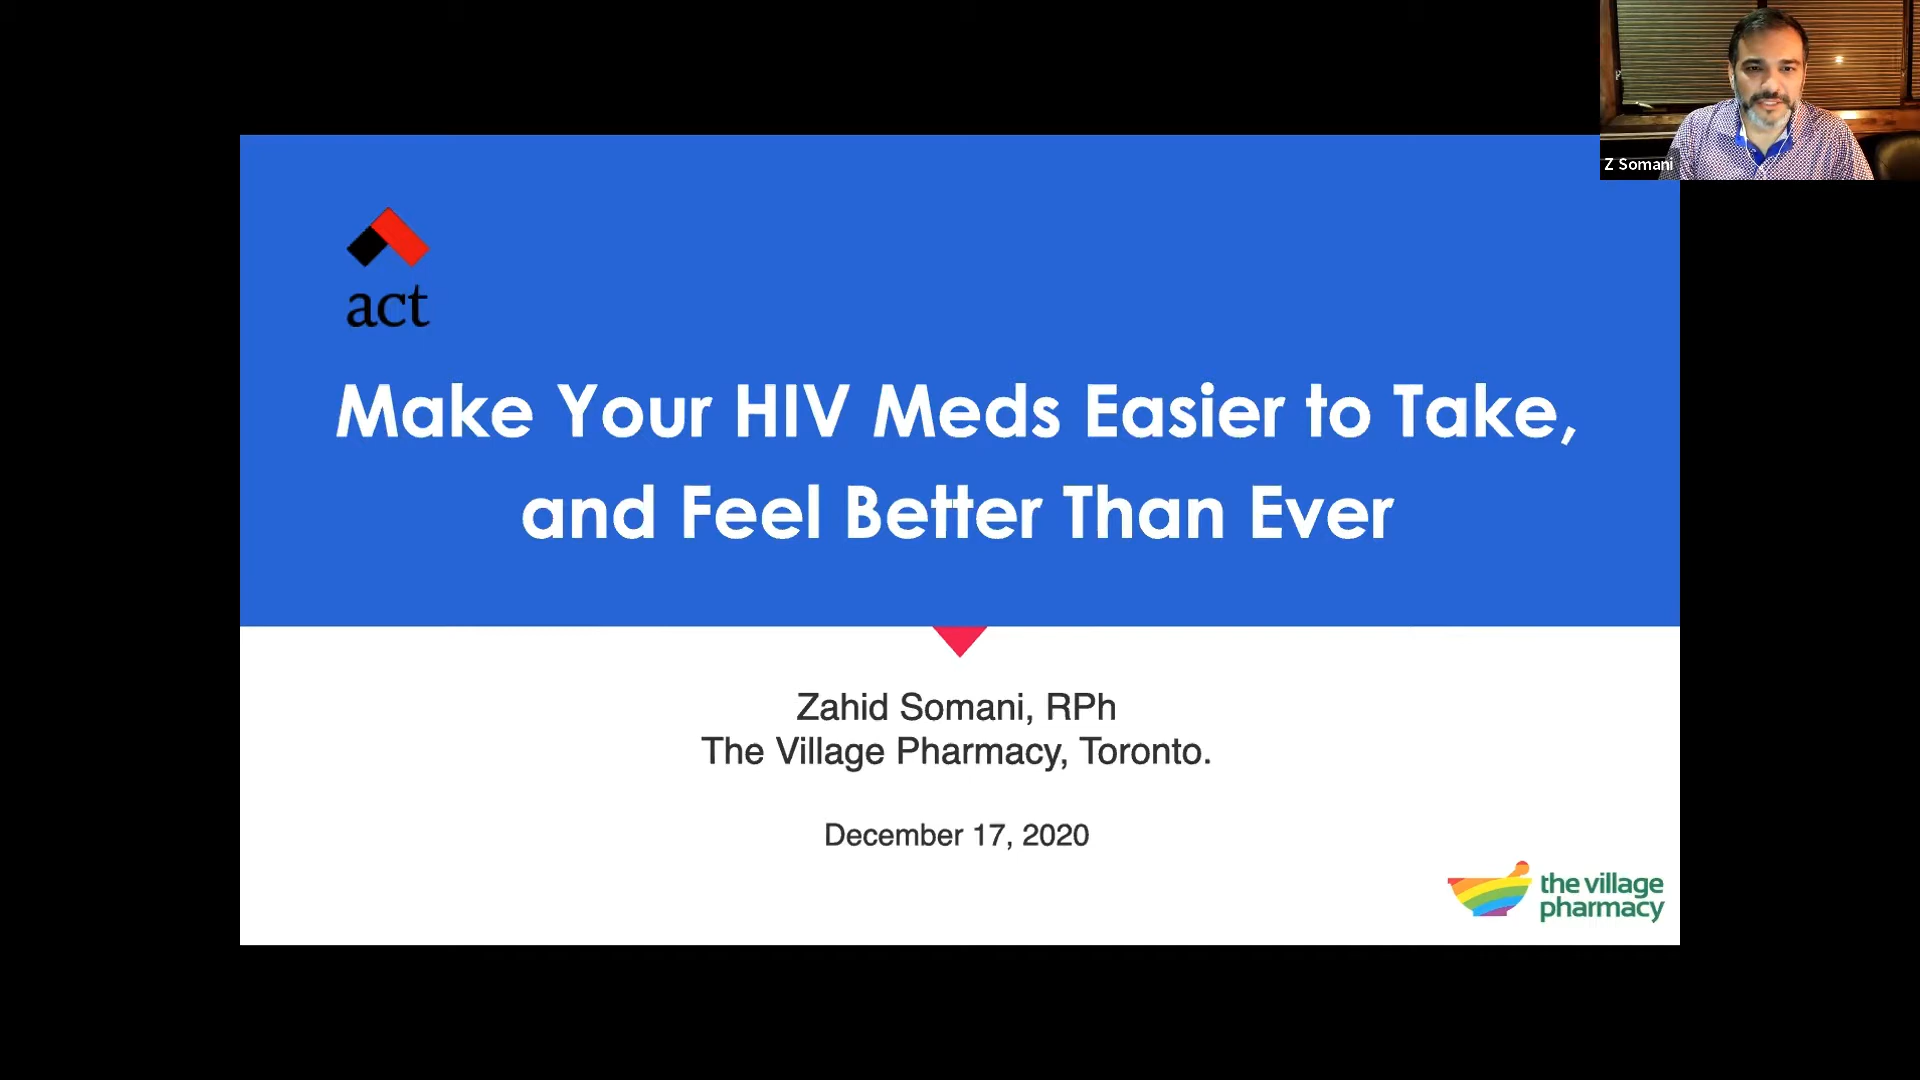 Z Somani
act
Make Your HIV Meds Easier to Take,
and Feel Better Than Ever
Zahid Somani, RPh
The Village Pharmacy, Toronto.
December 17, 2020
the village
pharmacy